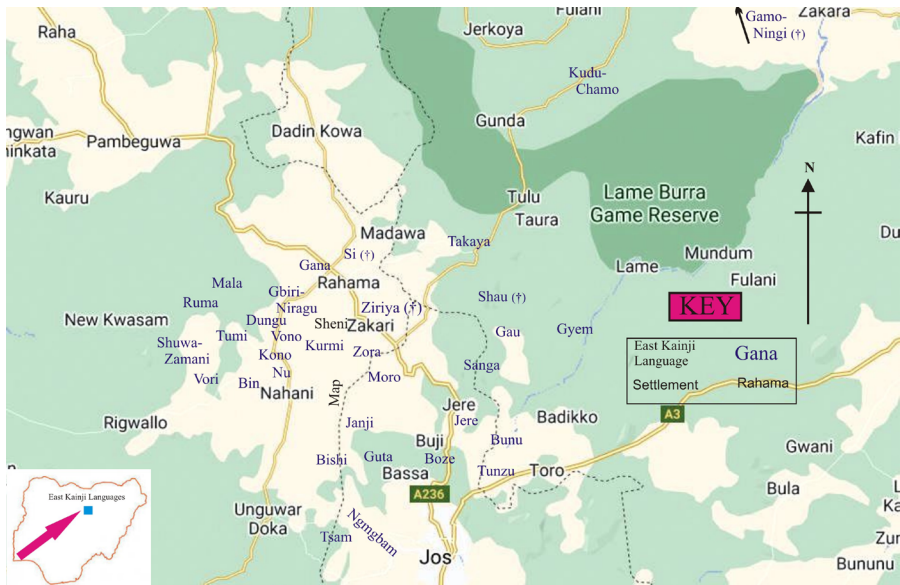 Fulani
Zakara
Gamo-
Ningi (†)
Raha
Jerkoya
Kudu-
Chamo
Gunda
Dadin Kowa
ngwan
ninkata
Pambeguwa
Kafin
Kauru
Tulu
Taura
Lame Burra
Game Reserve
N
Madawa
Takaya
Du
Si (†)
Gana
Rahama
Lame
Mundum
Fulani
Mala
Ruma
Gbiri-
Niragu
Ziriya (†)
Shau (†)
KEY
New Kwasam
Dungu
Sheni
Zakari
Gau
Gyem
Tumi
Vono
Shuwa-
Zamani
Kono
Kurmi
Zora
East Kainji
Language
Gana
Vori
Bin
Nu
Nahani
Map
Moro
Sanga
Settlement
Rahama
A3
Rigwallo
Janji
Jere
Jere
Badikko
Buji
Bunu
Gwani
Bishi
Guta
Boze
Bassa
Tunzu
Toro
A236
Bula
La
Ka
East Kainji Languages
Unguwar
Doka
Tsam
Ngmgbam
Jos
Zur
Bununu